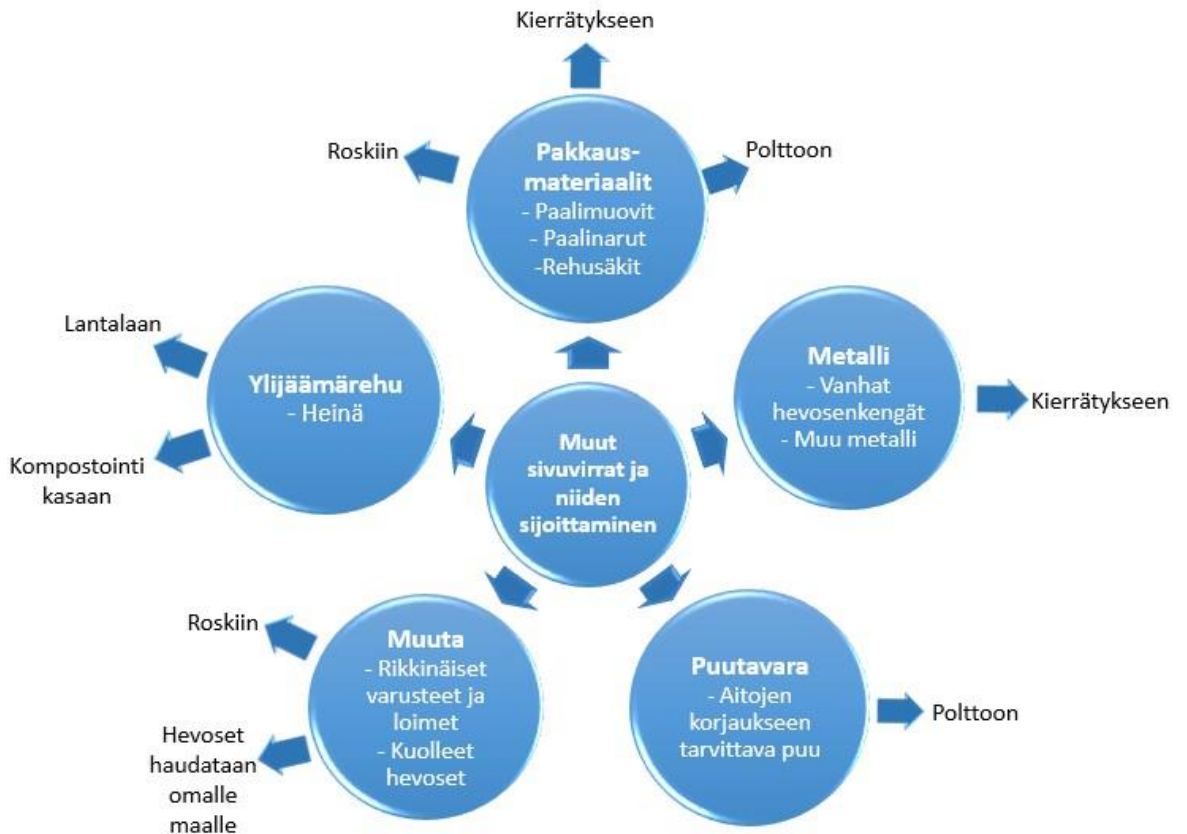 Kierrätykseen
Roskiin
Polttoon
Pakkaus-
materiaalit
- Paalimuovit
- Paalinarut
-Rehusäkit
Lantalaan
Kompostointi
kasaan
Ylijäämärehu
- Heinä
Metalli
- Vanhat
hevosenkengät
- Muu metalli
Kierrätykseen
Muut
sivuvirrat ja
niiden
sijoittaminen
Roskiin
Hevoset
haudataan
omalle
maalle
Muuta
- Rikkinäiset
varusteet ja
loimet
- Kuolleet
hevoset
Puutavara
- Aitojen
korjaukseen
tarvittava puu
Polttoon